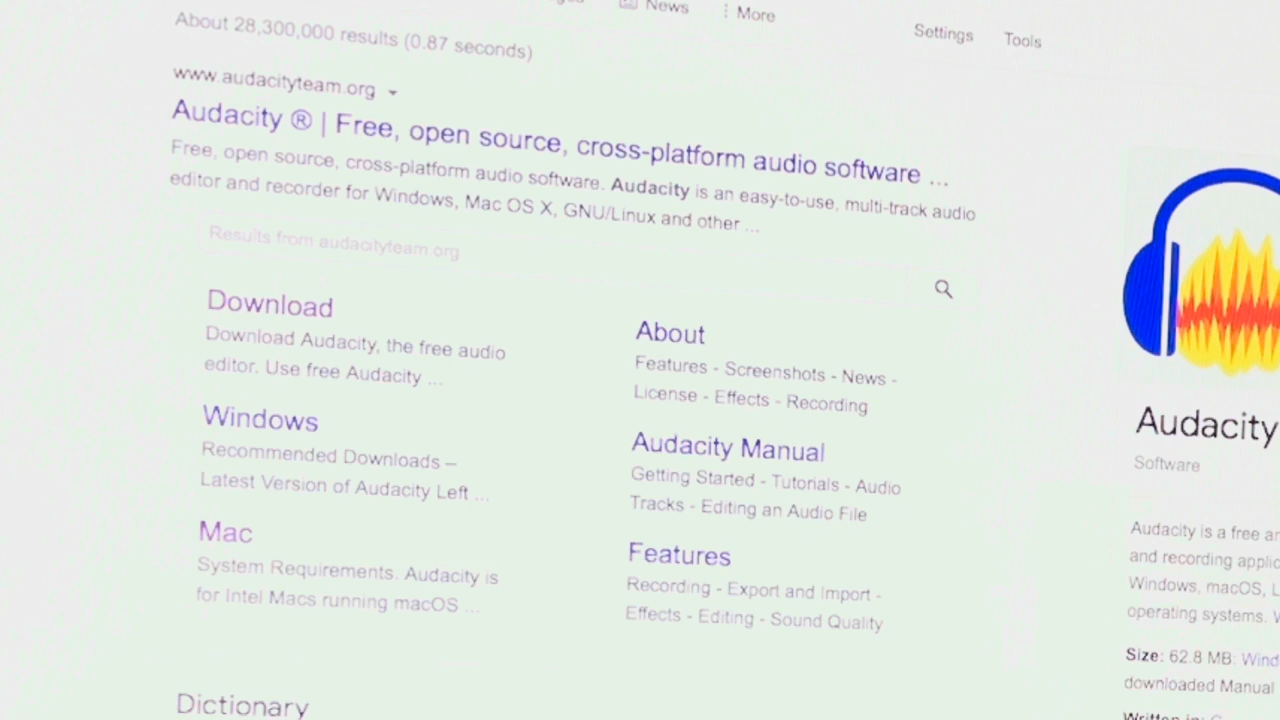 News
More
Settings
Tools
About 28,300,000 results (0.87 seconds)
www.audacityteam.org
Audacity ® | Free, open source, cross-platform audio software ...
Free, open source, cross-platform audio software. Audacity is an easy-to-use, multi-track audio
editor and recorder for Windows, Mac OS X, GNU/Linux and other ...
Results from audacityteam.org
Download
Download Audacity, the free audio
editor. Use free Audacity ...
Windows
Recommended Downloads –
Latest Version of Audacity Left ...
Mac
System Requirements. Audacity is
for Intel Macs running macOS ...
About
Features - Screenshots - News -
License - Effects - Recording
Audacity Manual
Getting Started - Tutorials - Audio
Tracks - Editing an Audio File
Features
Recording - Export and Import -
Effects - Editing - Sound Quality
Dictionary
Audacity
Software
Audacity is a free
and recording
Windows, macOS,
operating systems.
Size: 62.8 MB:
downloaded Manual